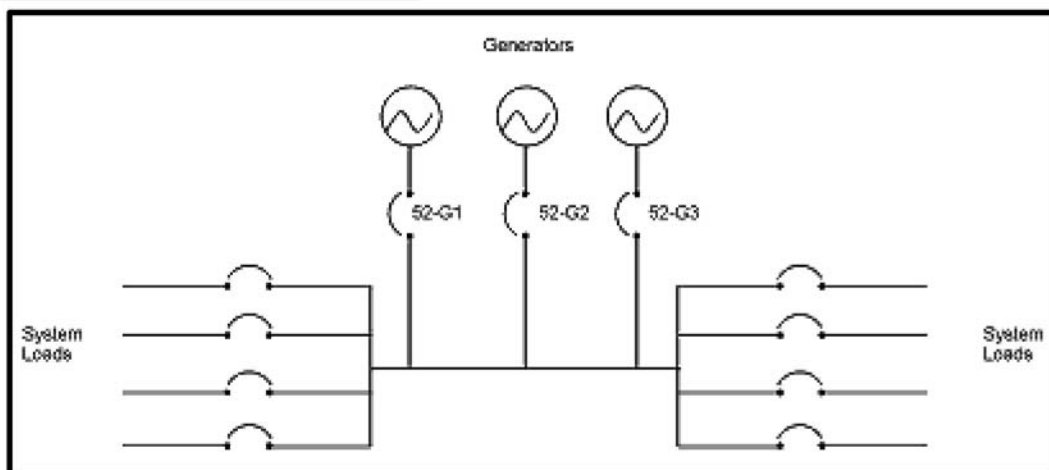 Generators
52-G1
52-G2
52-G3
System
Loads
System
Loads